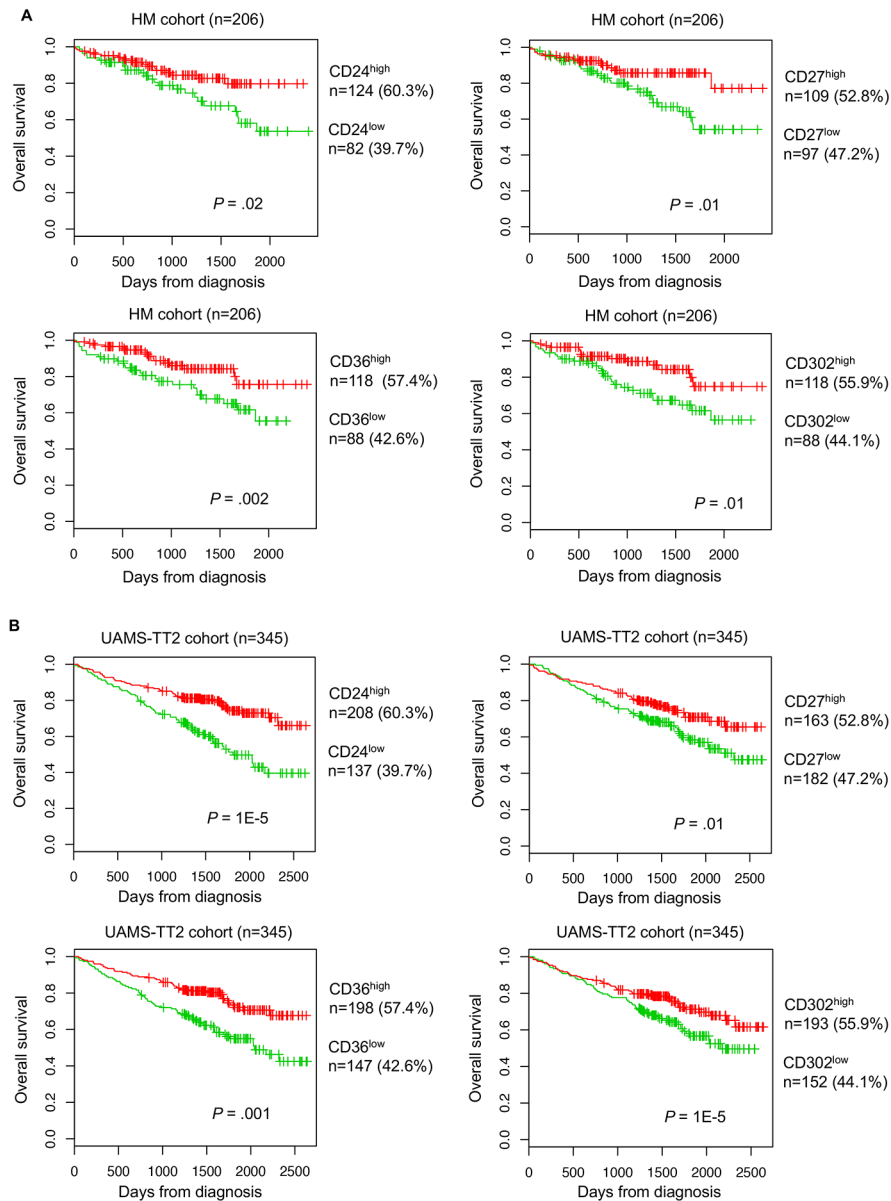 A
HM cohort (n=206)
Overall survival
0.0 0.2 0.4 0.6 0.8 1.0
0 500 1000 1500 2000
Days from diagnosis
P = .02
CD24high
n=124 (60.3%)
CD24low
n=82 (39.7%)
HM cohort (n=206)
Overall survival
0.0 0.2 0.4 0.6 0.8 1.0
0 500 1000 1500 2000
Days from diagnosis
P = .01
CD27high
n=109 (52.8%)
CD27low
n=97 (47.2%)
HM cohort (n=206)
Overall survival
0.0 0.2 0.4 0.6 0.8 1.0
0 500 1000 1500 2000
Days from diagnosis
P = .002
CD36high
n=118 (57.4%)
CD36low
n=88 (42.6%)
HM cohort (n=206)
Overall survival
0.0 0.2 0.4 0.6 0.8 1.0
0 500 1000 1500 2000
Days from diagnosis
P = .01
CD302high
n=118 (55.9%)
CD302low
n=88 (44.1%)
B
UAMS-TT2 cohort (n=345)
Overall survival
0.0 0.2 0.4 0.6 0.8 1.0
0 500 1000 1500 2000 2500
Days from diagnosis
P = 1E-5
CD24high
n=208 (60.3%)
CD24low
n=137 (39.7%)
UAMS-TT2 cohort (n=345)
Overall survival
0.0 0.2 0.4 0.6 0.8 1.0
0 500 1000 1500 2000 2500
Days from diagnosis
P = .01
CD27high
n=163 (52.8%)
CD27low
n=182 (47.2%)
UAMS-TT2 cohort (n=345)
Overall survival
0.0 0.2 0.4 0.6 0.8 1.0
0 500 1000 1500 2000 2500
Days from diagnosis
P = .001
CD36high
n=198 (57.4%)
CD36low
n=147 (42.6%)
UAMS-TT2 cohort (n=345)
Overall survival
0.0 0.2 0.4 0.6 0.8 1.0
0 500 1000 1500 2000 2500
Days from diagnosis
P = 1E-5
CD302high
n=193 (55.9%)
CD302low
n=152 (44.1%)